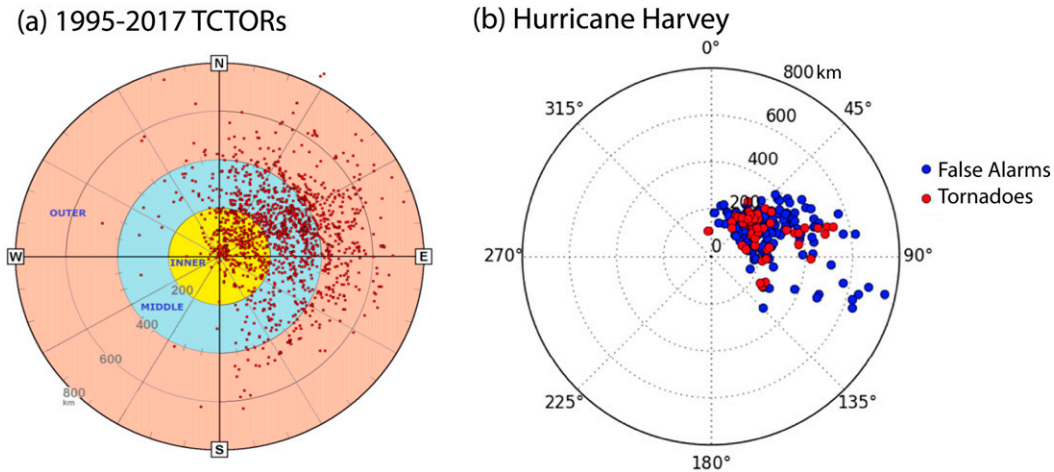 (a) 1995-2017 TCTORs
N
OUTER
W
INNER
E
200
MIDDLE
400
600
800
km
S
(b) Hurricane Harvey
0°
800 km
315°
45°
600
400
False Alarms
Tornadoes
200
270°
0
90°
225°
135°
180°